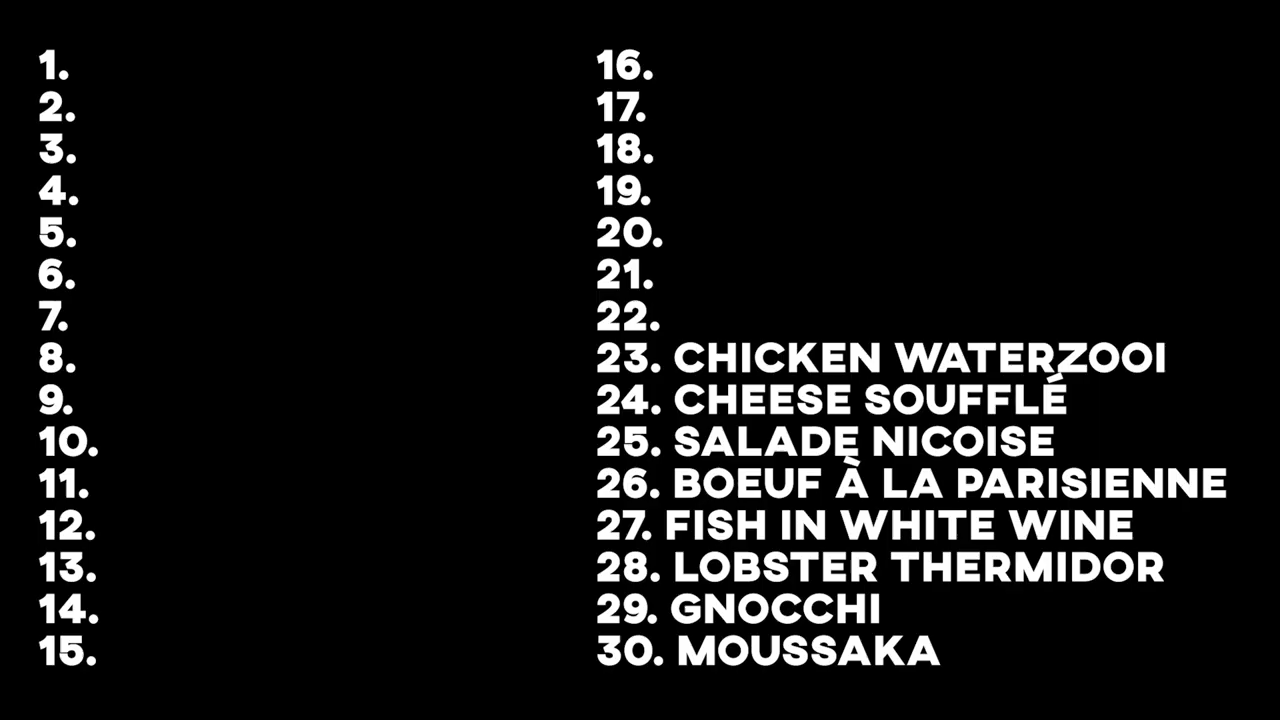 1.
2.
3.
4.
5.
6.
7.
8.
9.
10.
11.
12.
13.
14.
15.
16.
17.
18.
19.
20.
21.
22.
23. CHICKEN WATERZOOI
24. CHEESE SOUFFLÉ
25. SALADE NICOISE
26. BOEUF À LA PARISIENNE
27. FISH IN WHITE WINE
28. LOBSTER THERMIDOR
29. GNOCCHI
30. MOUSSAKA